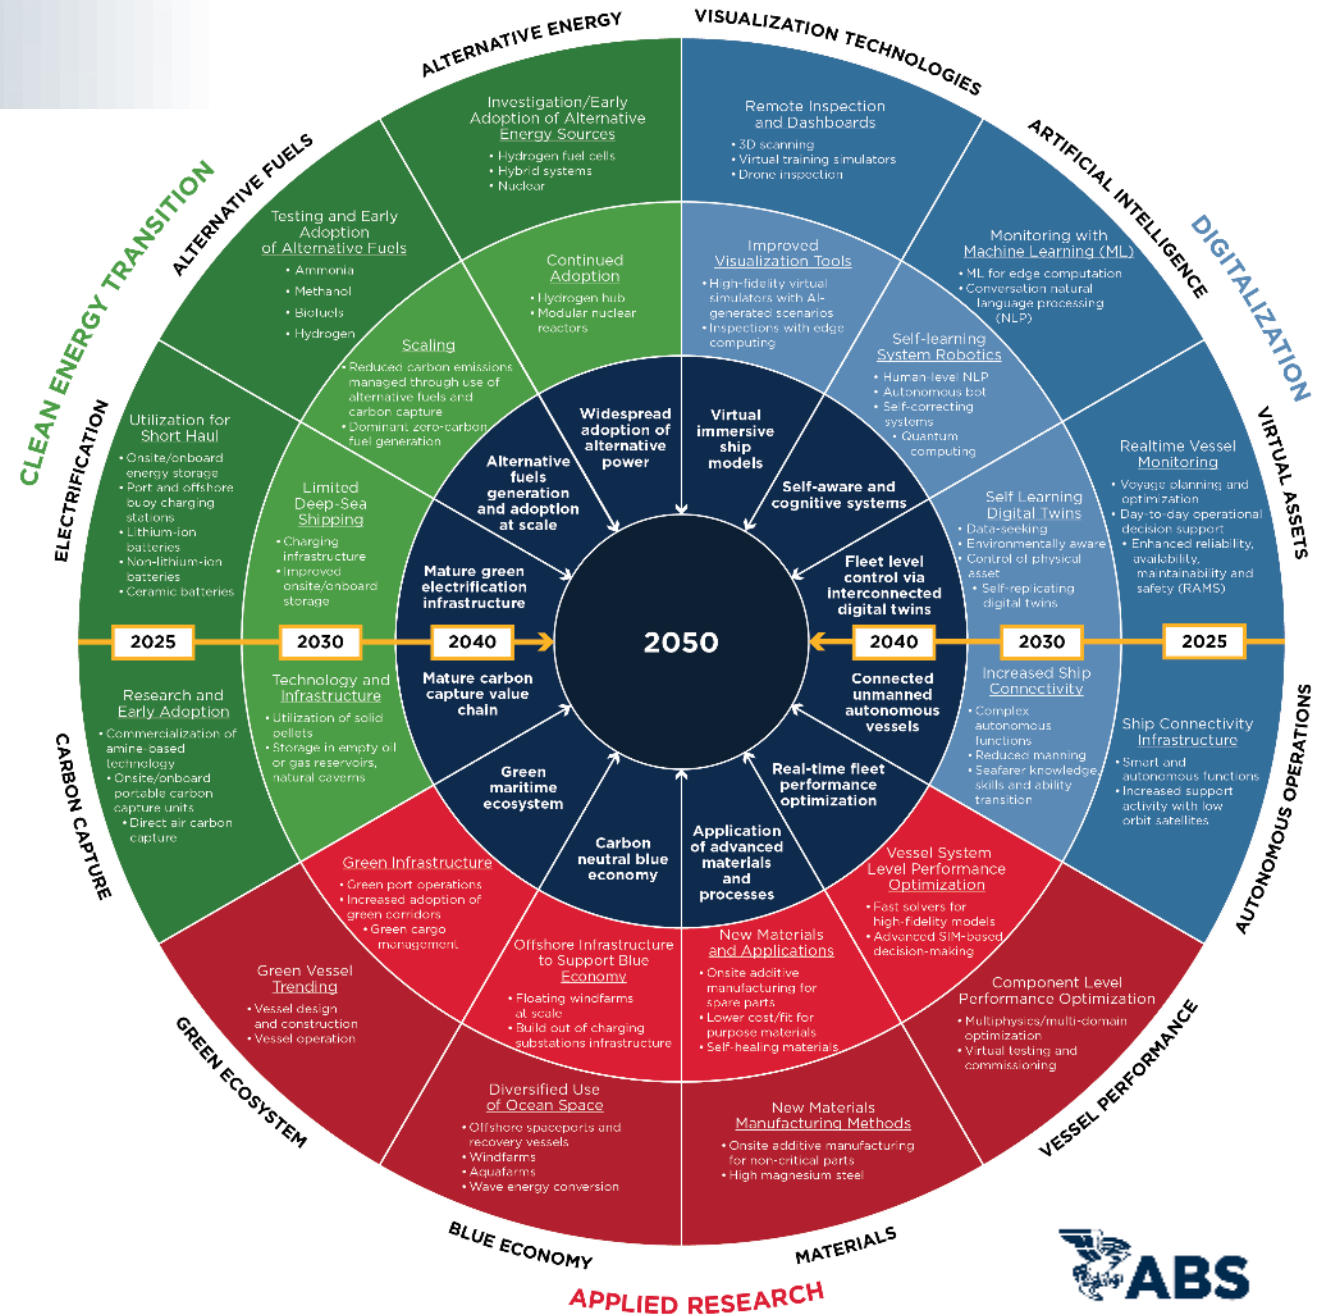 ALTERNATIVE ENERGY
VISUALIZATION TECHNOLOGIES
ALTERNATIVE FUELS
ARTIFICIAL INTELLIGENCE
CLEAN ENERGY TRANSITION
DIGITALIZATION
ELECTRIFICATION
VIRTUAL ASSETS
CARBON CAPTURE
AUTONOMOUS OPERATIONS
GREEN ECOSYSTEM
VESSEL PERFORMANCE
BLUE ECONOMY
MATERIALS
APPLIED RESEARCH
Investigation/Early
Adoption of Alternative
Energy Sources
• Hydrogen fuel cells
• Hybrid systems
• Nuclear
Remote Inspection
and Dashboards
• 3D scanning
• Virtual training simulators
• Drone inspection
Testing and Early
Adoption
of Alternative Fuels
• Ammonia
• Methanol
• Biofuels
• Hydrogen
Monitoring with
Machine Learning (ML)
• ML for edge computation
• Conversation natural
language processing
(NLP)
Continued
Adoption
• Hydrogen hub
• Modular nuclear
reactors
Improved
Visualization Tools
• High-fidelity virtual
simulators with AI-
generated scenarios
• Inspections with edge
computing
Scaling
• Reduced carbon emissions
managed through use of
alternative fuels and
carbon capture
• Dominant zero-carbon
fuel generation
Self-learning
System Robotics
• Human-level NLP
• Autonomous bot
• Self-correcting
systems
• Quantum
computing
Utilization for
Short Haul
• Onsite/onboard
energy storage
• Port and offshore
buoy charging
stations
• Lithium-ion
batteries
• Non-lithium-ion
batteries
• Ceramic batteries
Realtime Vessel
Monitoring
• Voyage planning and
optimization
• Day-to-day operational
decision support
• Enhanced reliability,
availability,
maintainability and
safety (RAMS)
Limited
Deep-Sea
Shipping
• Charging
infrastructure
• Improved
onsite/onboard
storage
Self Learning
Digital Twins
• Data-seeking
• Environmentally aware
• Control of physical
asset
• Self-replicating
digital twins
Widespread
adoption of
alternative
power
Virtual
immersive
ship
models
Alternative
fuels
generation
and adoption
at scale
Self-aware and
cognitive systems
Mature green
electrification
infrastructure
Fleet level
control via
interconnected
digital twins
2025
2030
2040
2050
2040
2030
2025
Mature carbon
capture value
chain
Connected
unmanned
autonomous
vessels
Green
maritime
ecosystem
Real-time fleet
performance
optimization
Carbon
neutral blue
economy
Application
of advanced
materials
and
processes
Research and
Early Adoption
• Commercialization of
amine-based
technology
• Onsite/onboard
portable carbon
capture units
• Direct air carbon
capture
Technology and
Infrastructure
• Utilization of solid
pellets
• Storage in empty oil
or gas reservoirs,
natural caverns
Increased Ship
Connectivity
• Complex
autonomous
functions
• Reduced manning
• Seafarer knowledge,
skills and ability
transition
Ship Connectivity
Infrastructure
• Smart and
autonomous functions
• Increased support
activity with low
orbit satellites
Green Infrastructure
• Green port operations
• Increased adoption of
green corridors
• Green cargo
management
Vessel System
Level Performance
Optimization
• Fast solvers for
high-fidelity models
• Advanced SIM-based
decision-making
Offshore Infrastructure
to Support Blue
Economy
• Floating windfarms
at scale
• Build out of charging
substations infrastructure
New Materials
and Applications
• Onsite additive
manufacturing for
spare parts
• Lower cost/fit for
purpose materials
• Self-healing materials
Green Vessel
Trending
• Vessel design
and construction
• Vessel operation
Component Level
Performance Optimization
• Multiphysics/multi-domain
optimization
• Virtual testing and
commissioning
Diversified Use
of Ocean Space
• Offshore spaceports and
recovery vessels
• Windfarms
• Aquafarms
• Wave energy conversion
New Materials
Manufacturing Methods
• Onsite additive manufacturing
for non-critical parts
• High magnesium steel
ABS